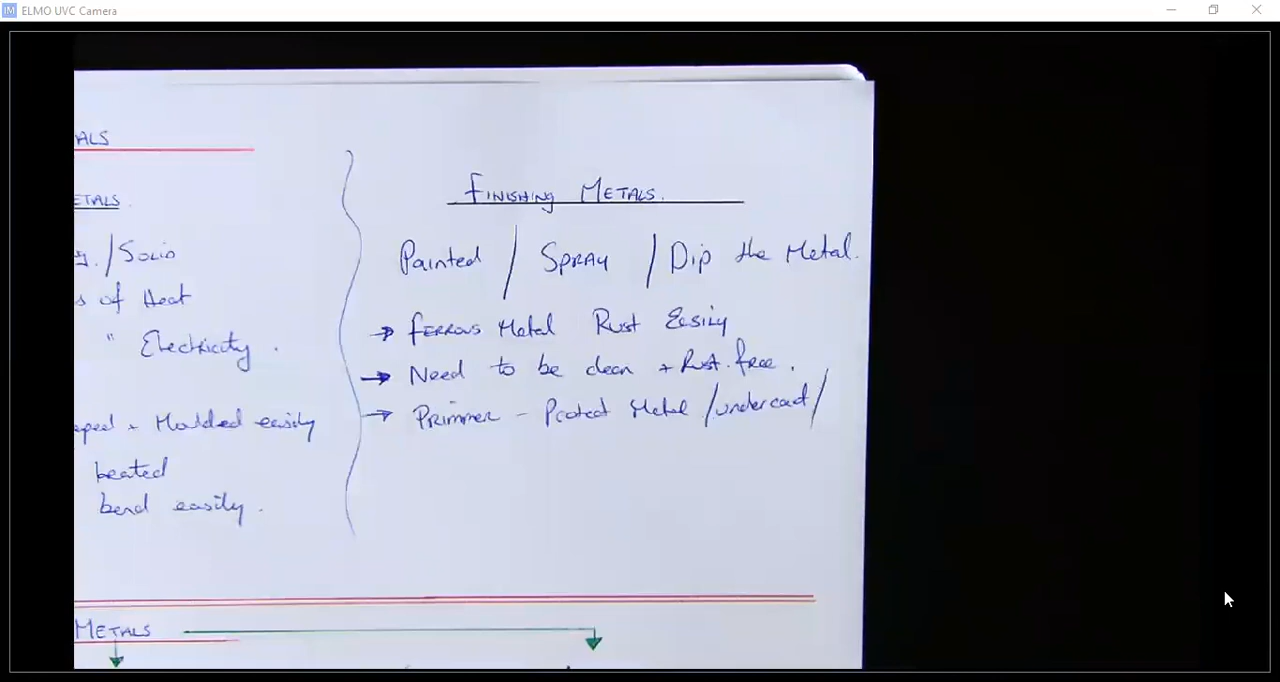 ELMO UVC Camera
ALS
ETALS.
g. / Solid
s of Heat
" Electricity.
aped + Moulded easily
heated
bend easily.
FINISHING METALS.
Painted / SPRAY / Dip the Metal.
→ FERROUS Metal Rust Easily
→ Need to be clean + Rust.free.
→ PRIMMER - Protect Metal /undercoat/
METALS